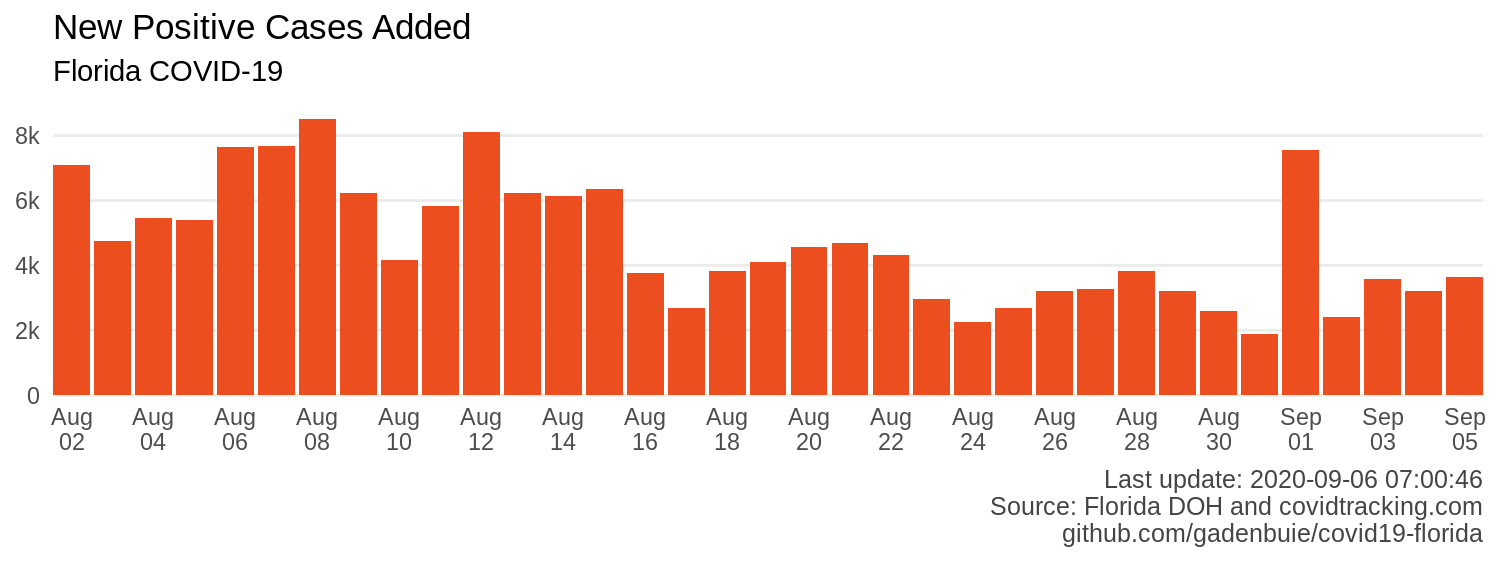 New Positive Cases Added
Florida COVID-19
8k
6k
4k
2k
0
Aug Aug Aug Aug Aug Aug Aug Aug Aug Aug Aug Aug Aug Aug Aug Sep Sep Sep
02 04 06 08 10 12 14 16 18 20 22 24 26 28 30 01 03 05
Last update: 2020-09-06 07:00:46
Source: Florida DOH and covidtracking.com
github.com/gadenbuie/covid19-florida